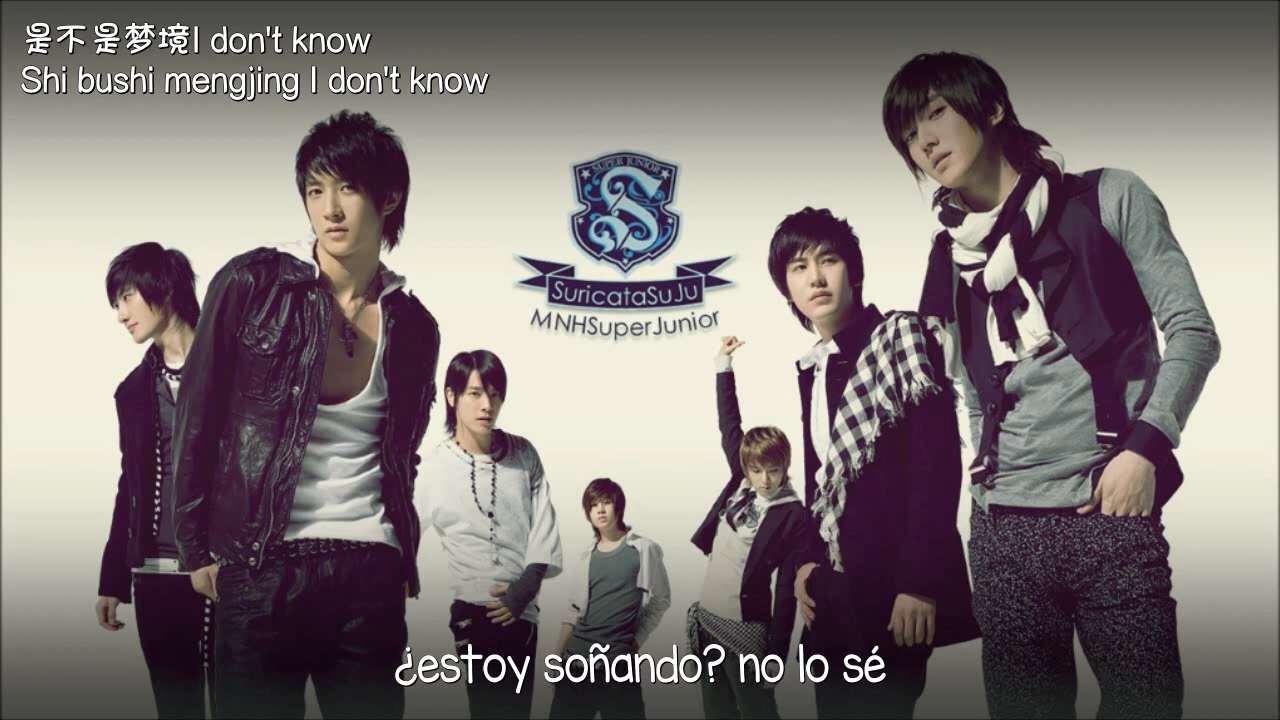 是不是梦境I don't know
Shi bushi mengjing I don't know
SUPER JUNIOR
S
SuricataSuJu
MNHSuperJunior
¿estoy soñando? no lo sé